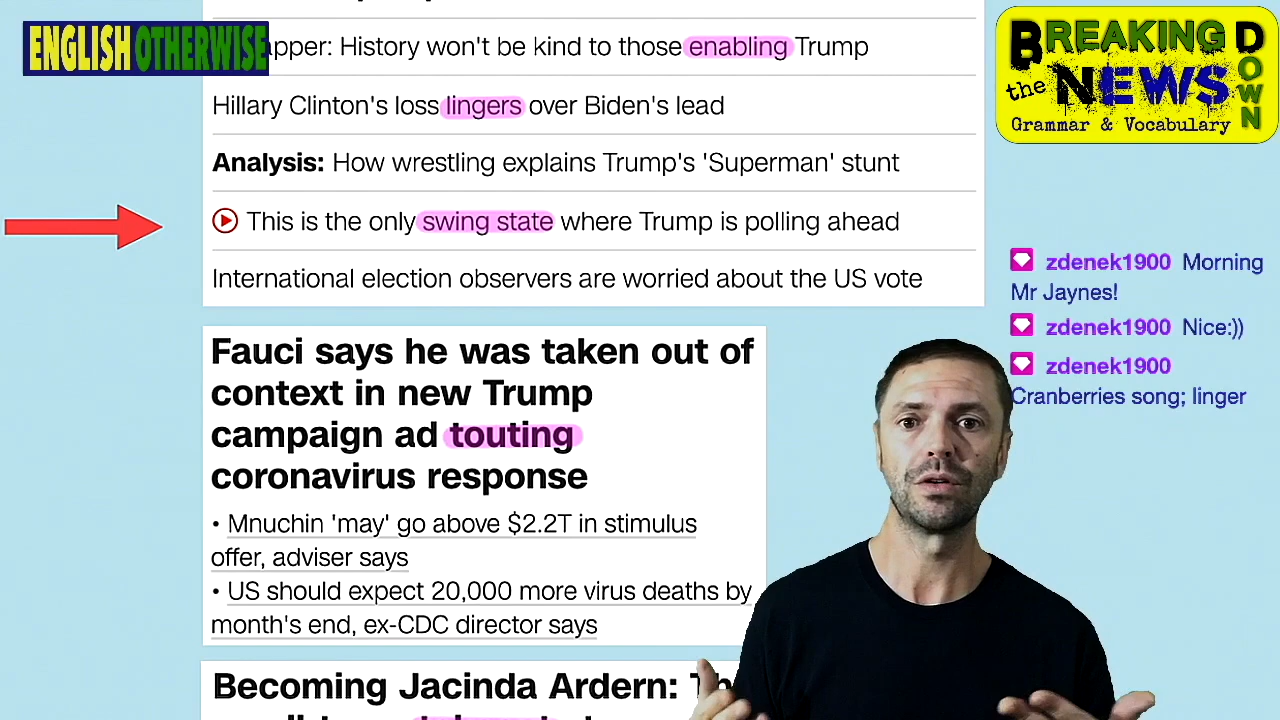 ENGLISH OTHERWISE
apper: History won't be kind to those enabling Trump
Hillary Clinton's loss lingers over Biden's lead
Analysis: How wrestling explains Trump's 'Superman' stunt
This is the only swing state where Trump is polling ahead
International election observers are worried about the US vote
Fauci says he was taken out of
context in new Trump
campaign ad touting
coronavirus response
• Mnuchin 'may' go above $2.2T in stimulus
offer, adviser says
• US should expect 20,000 more virus deaths by
month's end, ex-CDC director says
Becoming Jacinda Ardern:
BREAKING DOWN
the NEWS
Grammar & Vocabulary
zdenek1900 Morning
Mr Jaynes!
zdenek1900 Nice:))
zdenek1900
Cranberries song; linger